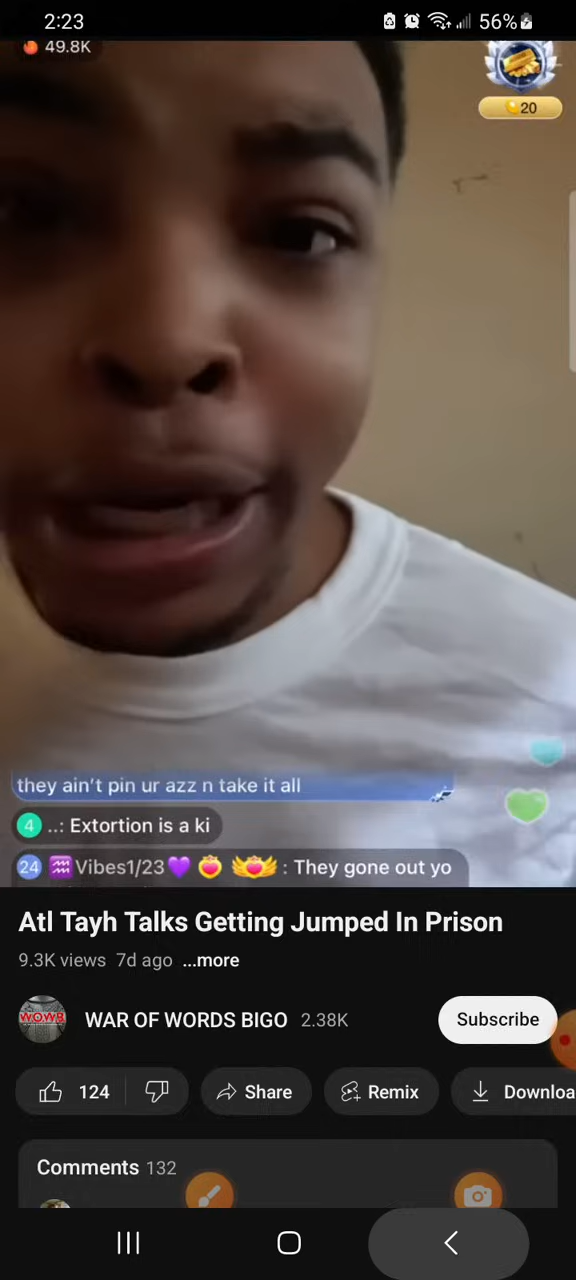 2:23
56%
49.8K
20
they ain't pin ur azz n take it all
4 ..: Extortion is a ki
24 ♒Vibes1/23💜 : They gone out yo
Atl Tayh Talks Getting Jumped In Prison
9.3K views 7d ago ...more
WOWB
WAR OF WORDS BIGO 2.38K
Subscribe
124
Share
Remix
Downloa
Comments 132